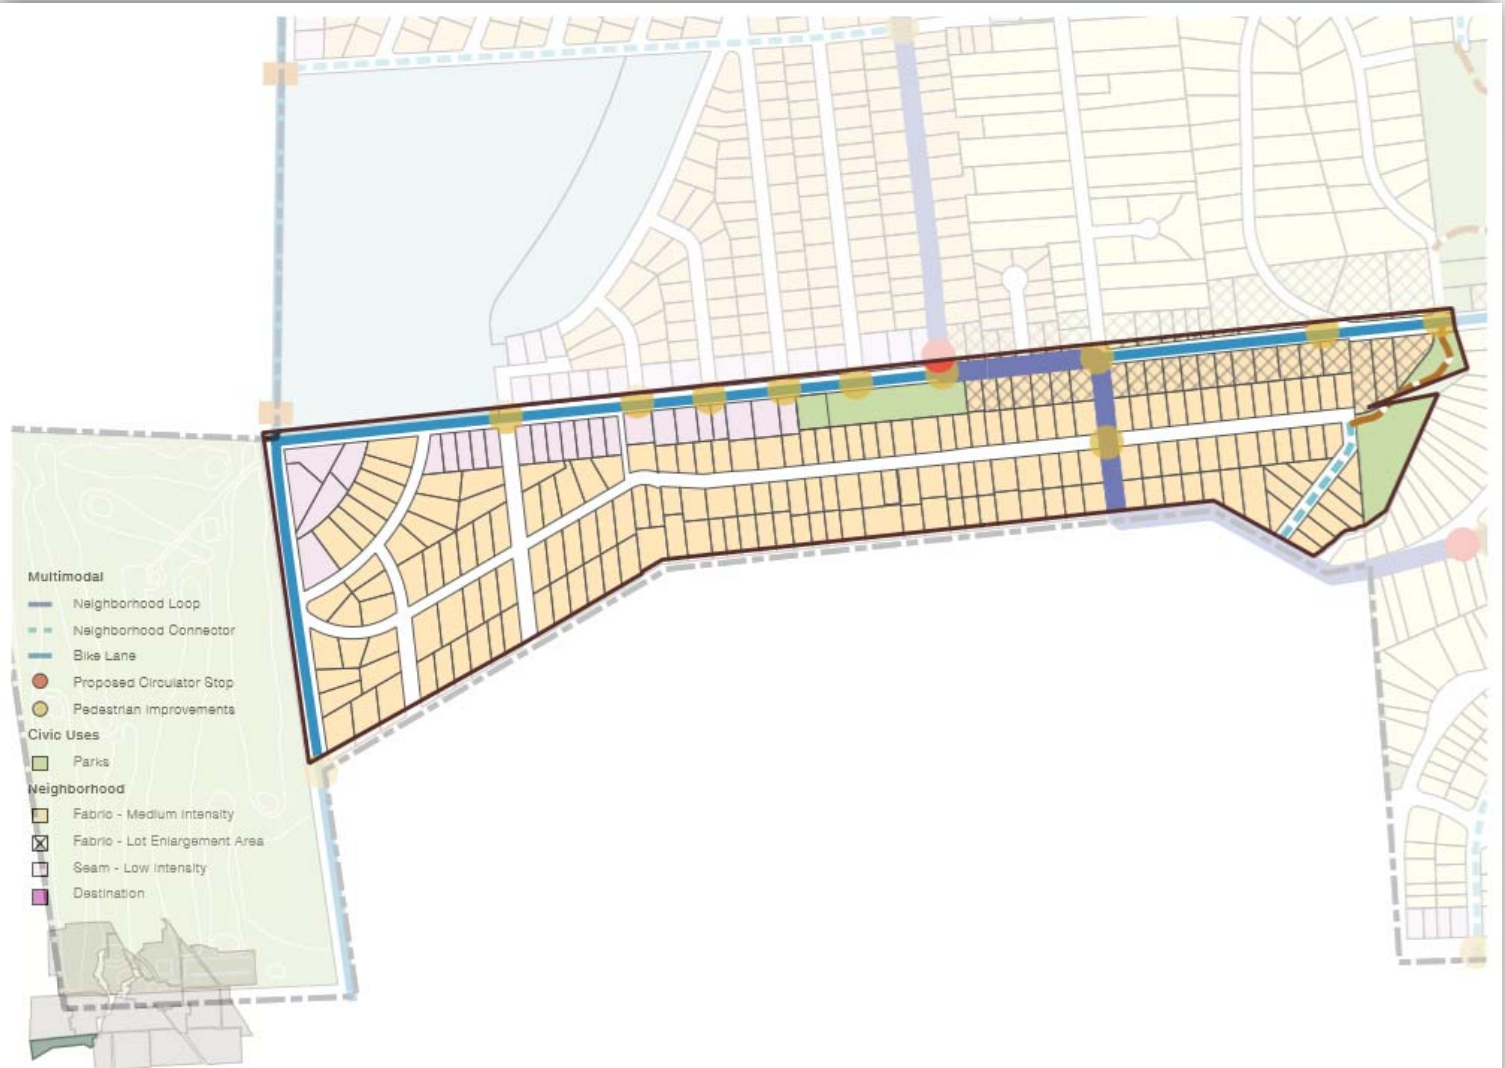 Multimodal
Neighborhood Loop
Neighborhood Connector
Bike Lane
Proposed Circulator Stop
Pedestrian Improvements
Civic Uses
Parks
Neighborhood
Fabric - Medium Intensity
Fabric - Lot Enlargement Area
Seam - Low Intensity
Destination